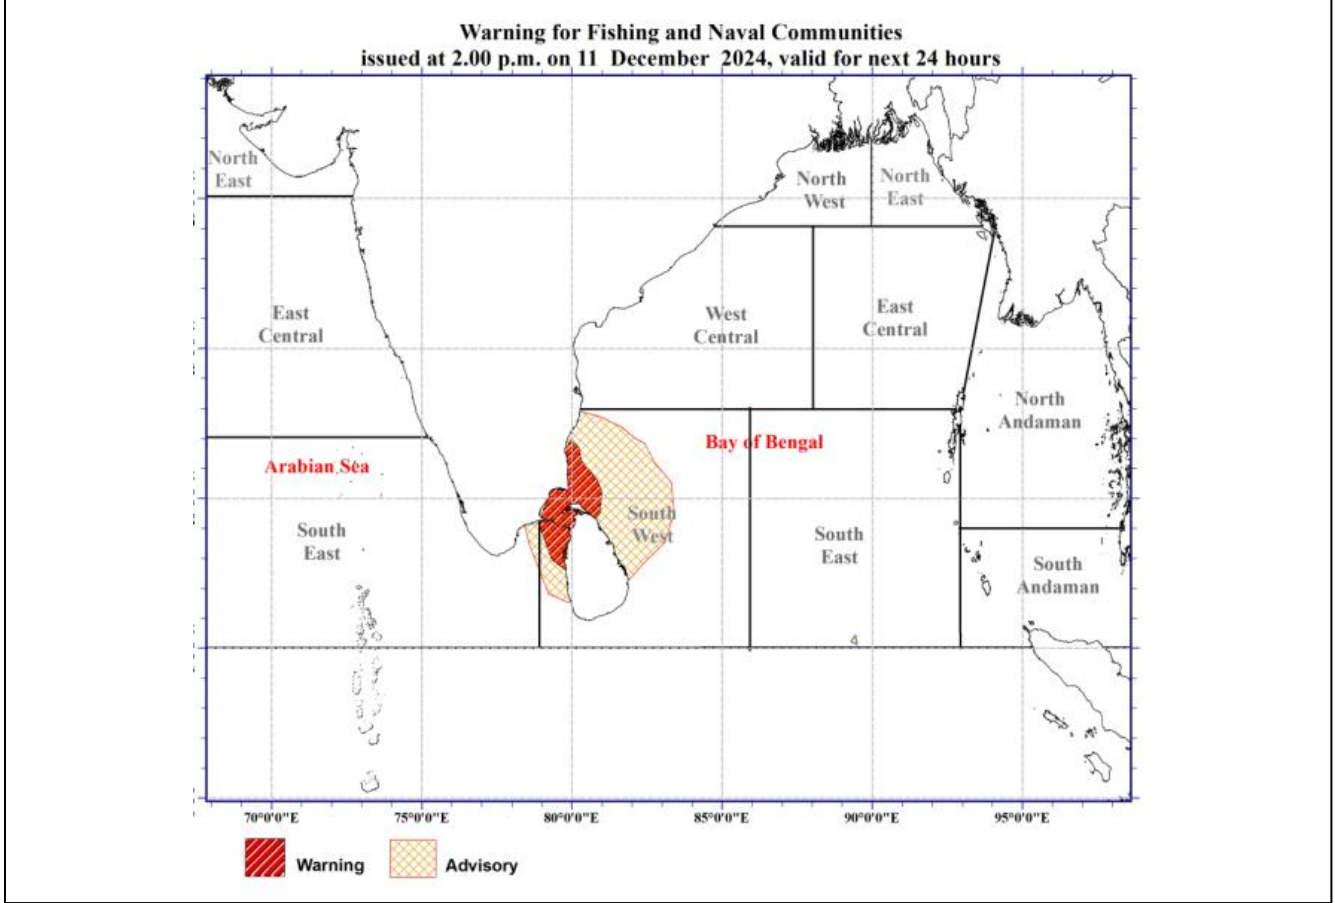 Warning for Fishing and Naval Communities
issued at 2.00 p.m. on 11 December 2024, valid for next 24 hours
North
East
North
West
North
East
East
Central
West
Central
East
Central
North
Andaman
Arabian Sea
Bay of Bengal
South
East
South
West
South
East
South
Andaman
70°0'0"E
75°0'0"E
80°0'0"E
85°0'0"E
90°0'0"E
95°0'0"E
Warning
Advisory